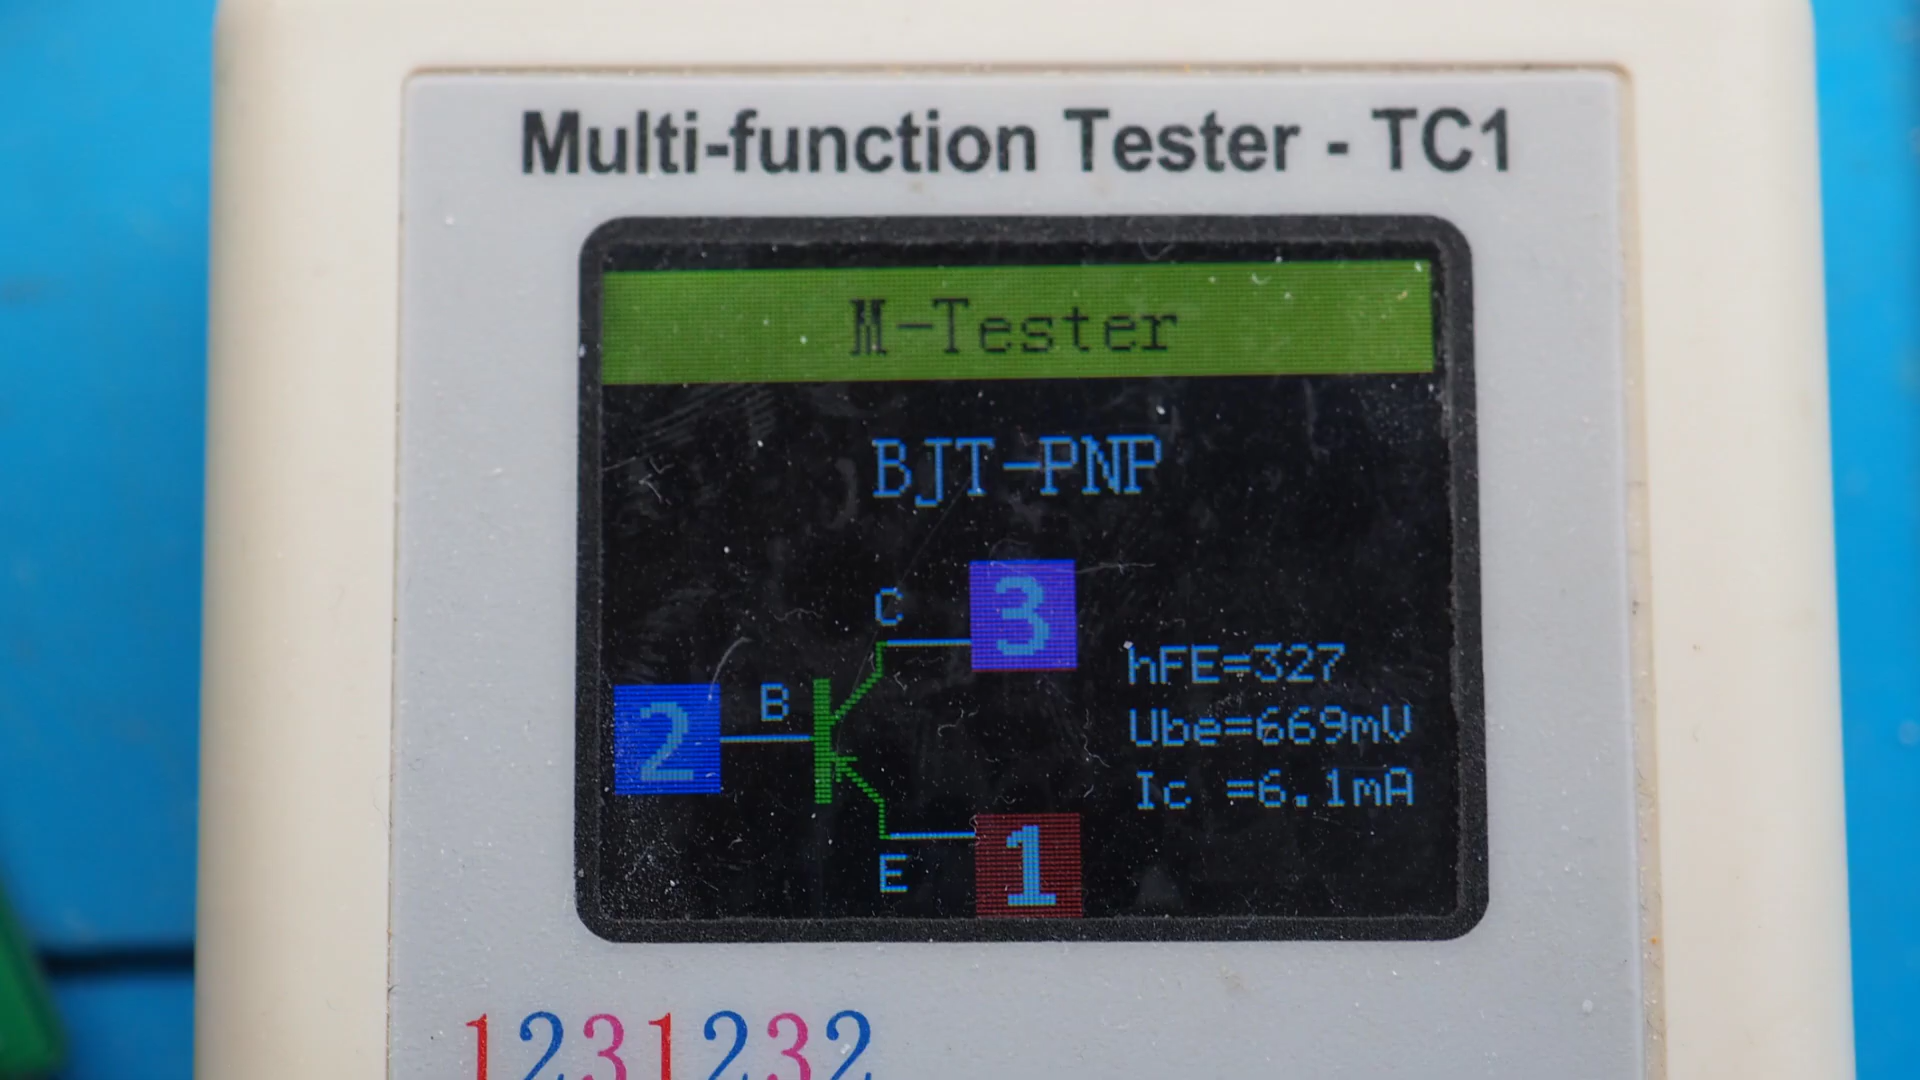 Multi-function Tester - TC1
M-Tester
BJT-PNP
C 3
2 B
hFE=327
Ube=669mV
Ic =6.1mA
E 1
1231232